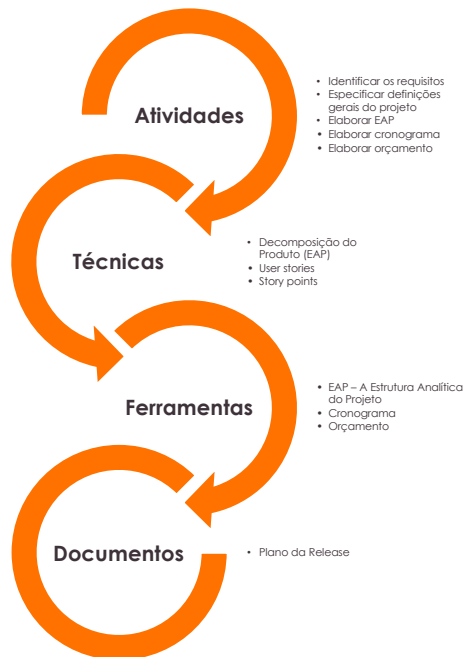 Atividades
• Identificar os requisitos
• Especificar definições
gerais do projeto
• Elaborar EAP
• Elaborar cronograma
• Elaborar orçamento
Técnicas
• Decomposição do
Produto (EAP)
• User stories
• Story points
Ferramentas
• EAP – A Estrutura Analítica
do Projeto
• Cronograma
• Orçamento
Documentos
• Plano da Release